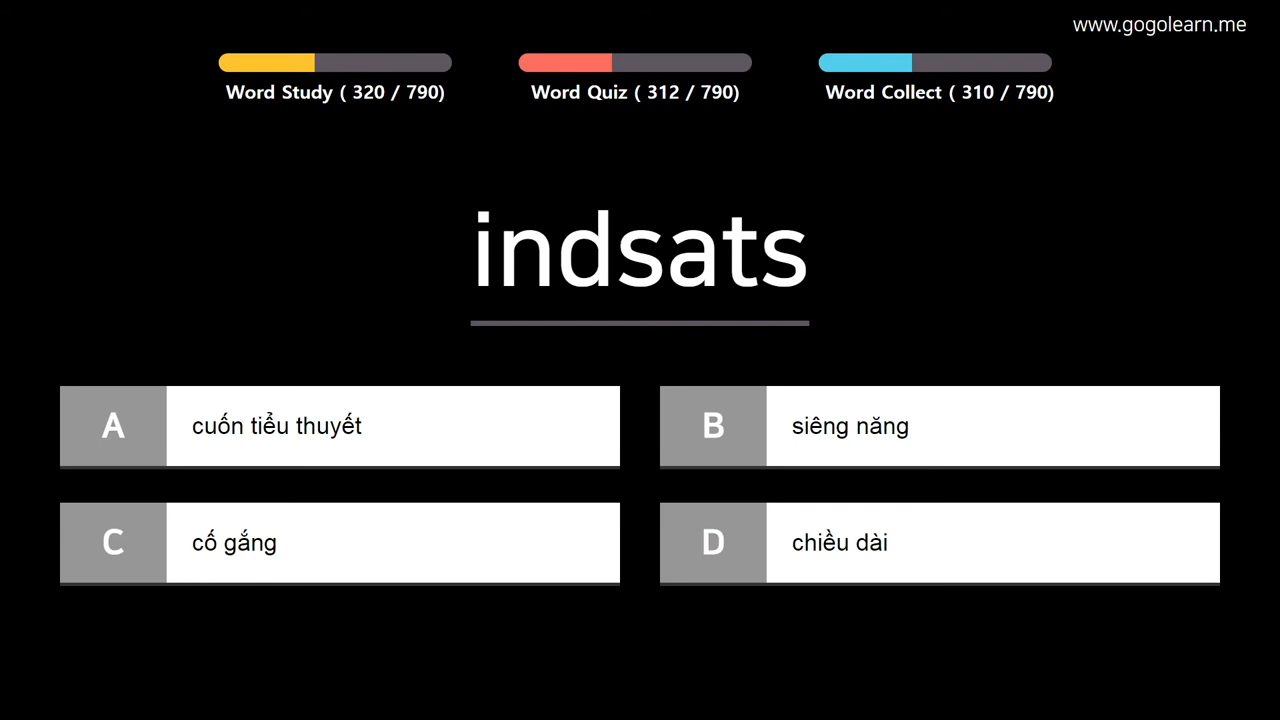 www.gogolearn.me
Word Study ( 320 / 790)
Word Quiz ( 312 / 790)
Word Collect ( 310 / 790)
indsats
A cuốn tiểu thuyết
B siêng năng
C cố gắng
D chiều dài